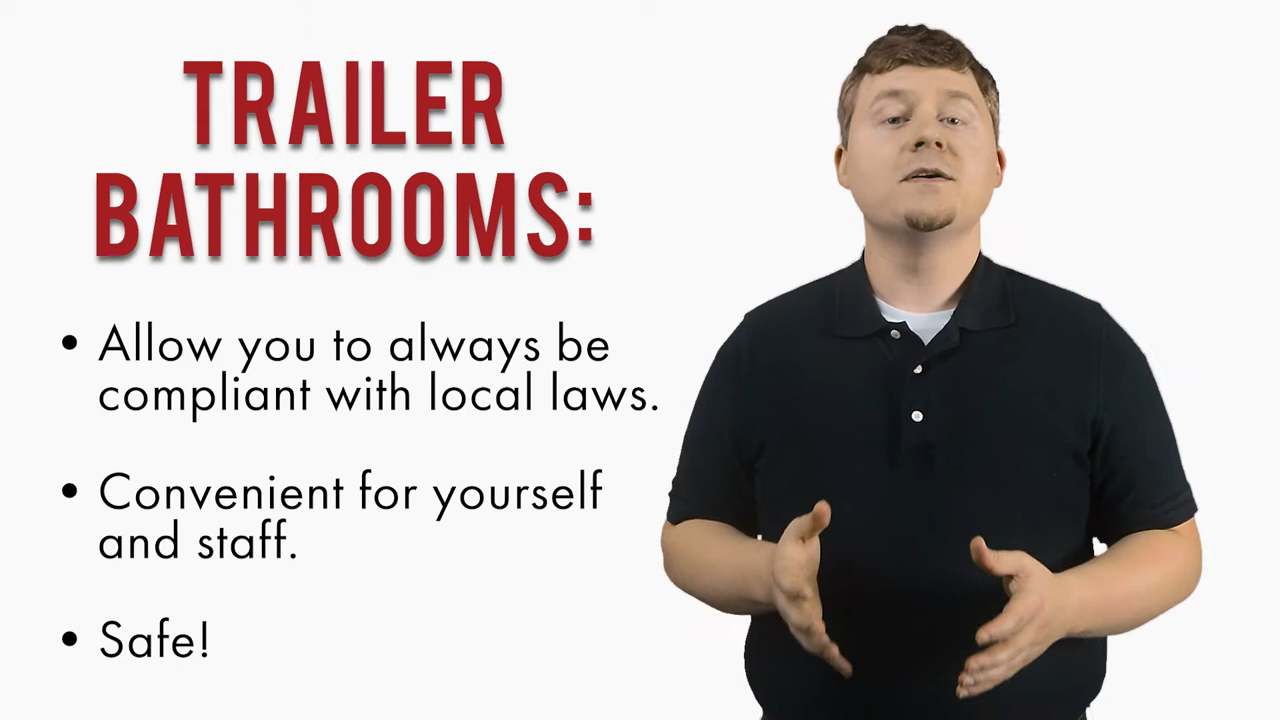 TRAILER
BATHROOMS:
• Allow you to always be
compliant with local laws.
• Convenient for yourself
and staff.
• Safe!